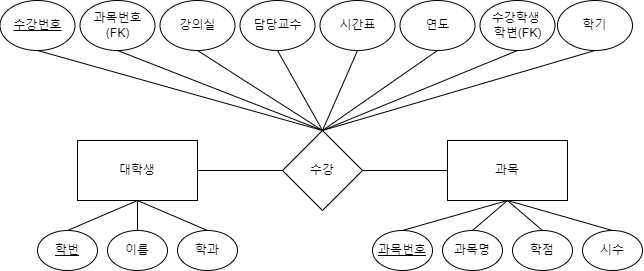 수강번호
과목번호
(FK)
강의실
담당교수
시간표
연도
수강학생
학번(FK)
학기
대학생
수강
과목
학번
이름
학과
과목번호
과목명
학점
시수